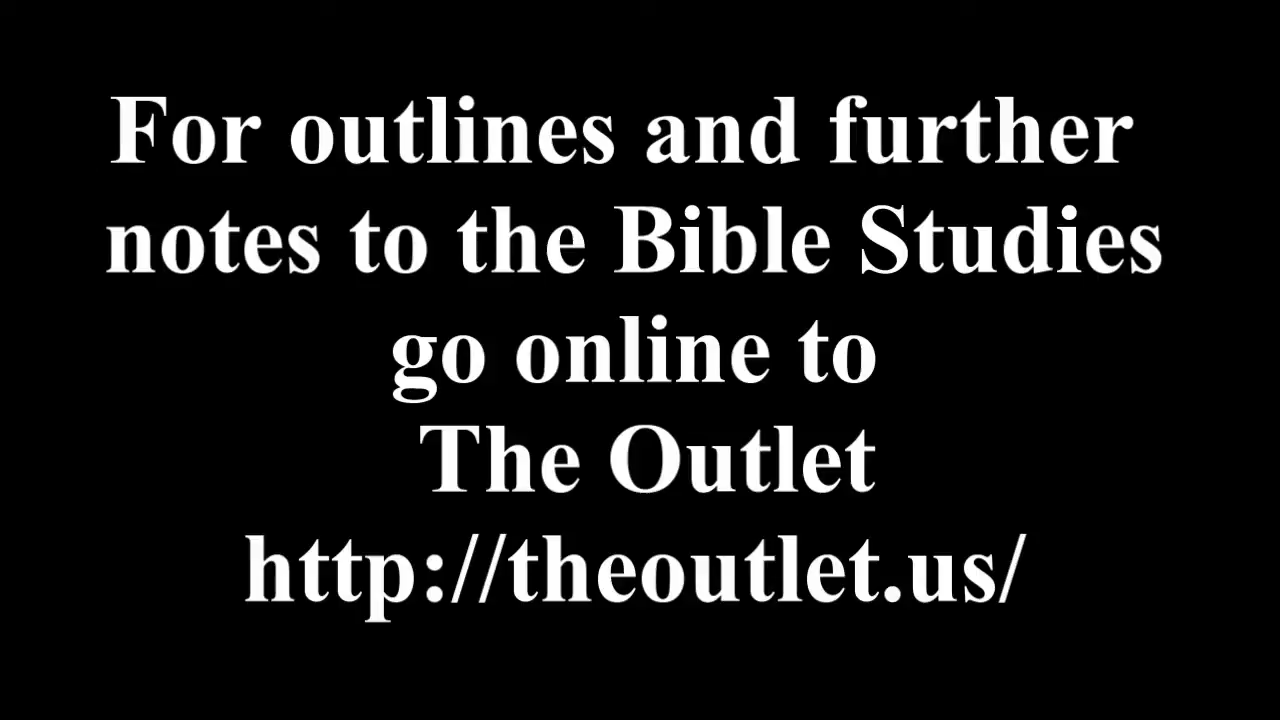 For outlines and further
notes to the Bible Studies
go online to
The Outlet
http://theoutlet.us/